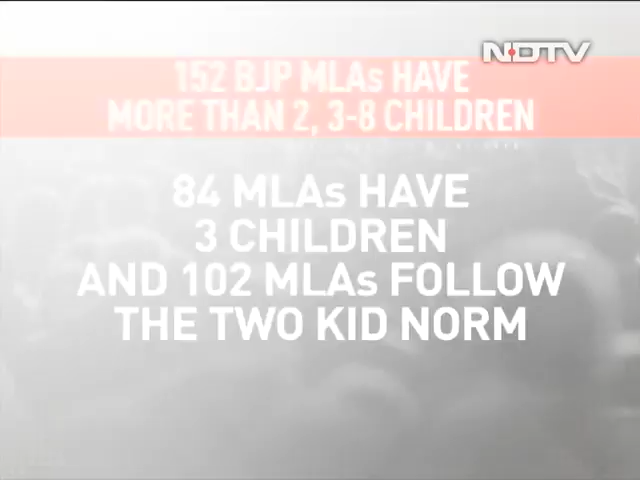 NDTV
152 BJP MLAs HAVE
MORE THAN 2, 3-8 CHILDREN
84 MLAs HAVE
3 CHILDREN
AND 102 MLAs FOLLOW
THE TWO KID NORM